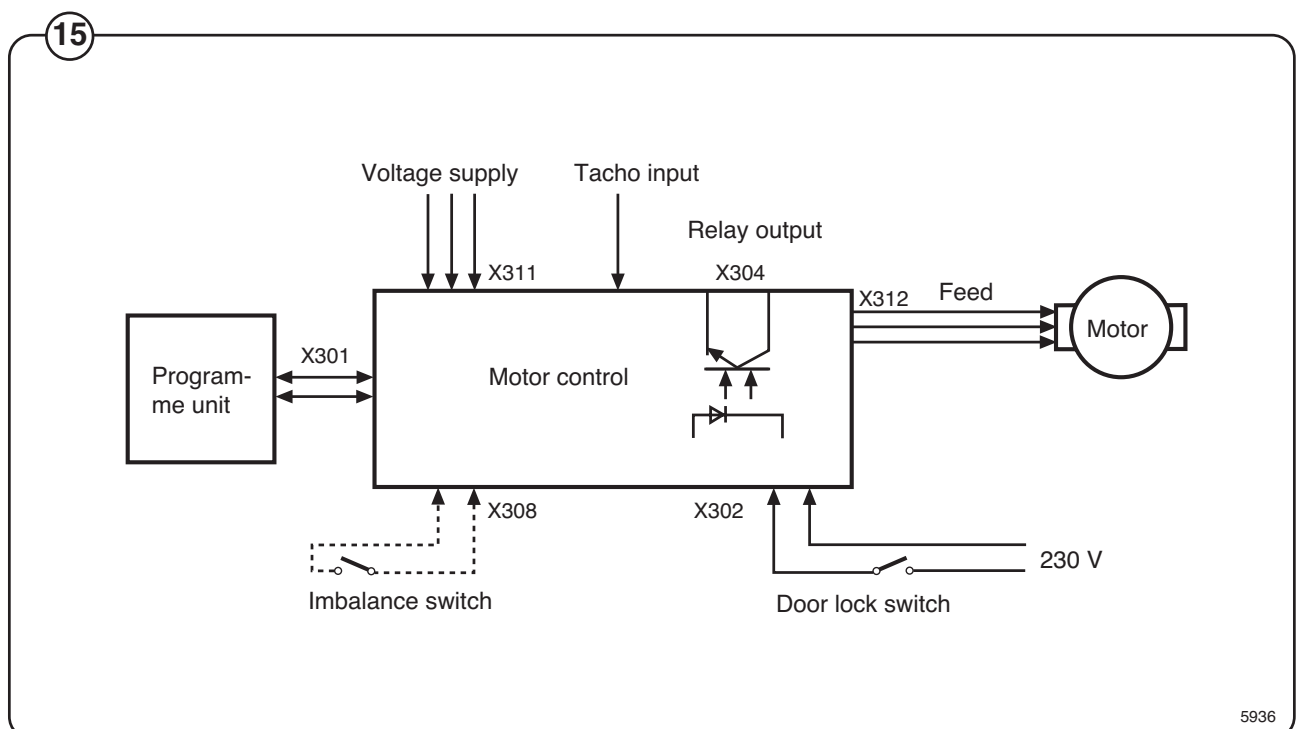 15
Voltage supply
Tacho input
Relay output
X311
X304
X312
Feed
Motor
X301
Program-
me unit
Motor control
X308
X302
230 V
Imbalance switch
Door lock switch
5936